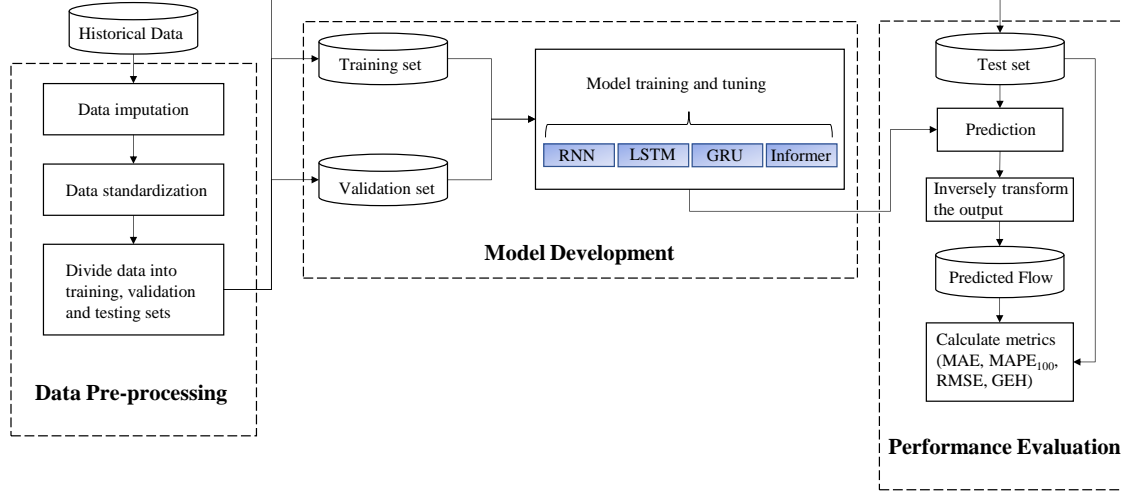 Historical Data
Data imputation
Data standardization
Divide data into
training, validation
and testing sets
Data Pre-processing
Training set
Validation set
Model training and tuning
RNN
LSTM
GRU
Informer
Model Development
Test set
Prediction
Inversely transform
the output
Predicted Flow
Calculate metrics
(MAE, MAPE₁₀₀,
RMSE, GEH)
Performance Evaluation